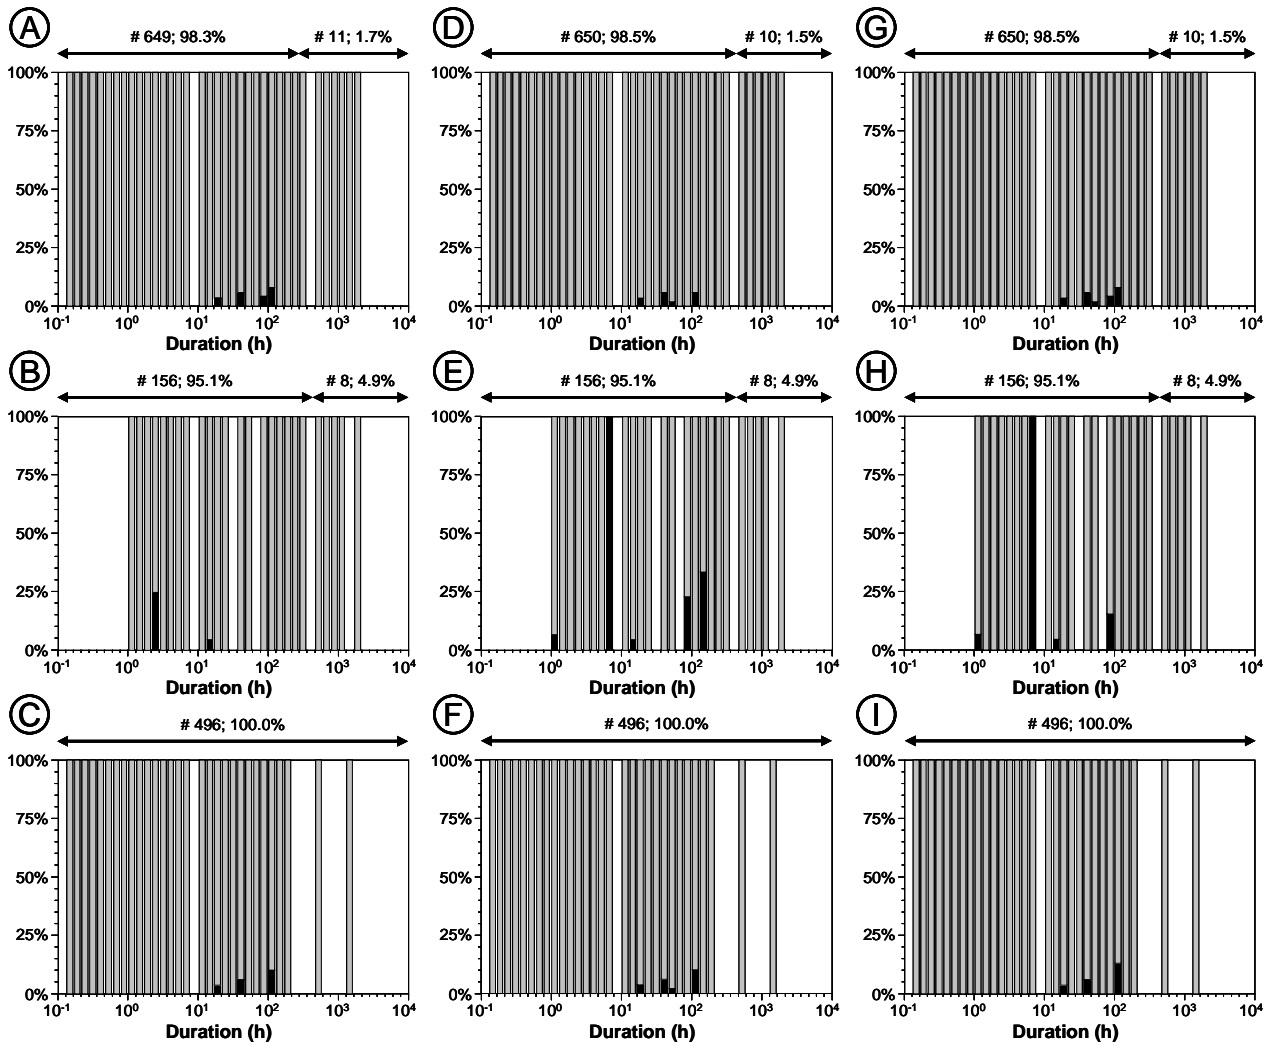 A D G
# 649; 98.3% # 11; 1.7% # 650; 98.5% # 10; 1.5% # 650; 98.5% # 10; 1.5%
100% 100% 100%
75% 75% 75%
50% 50% 50%
25% 25% 25%
0% 0% 0%
10-1 100 101 102 103 104 10-1 100 101 102 103 104 10-1 100 101 102 103 104
Duration (h) Duration (h) Duration (h)
B E H
# 156; 95.1% # 8; 4.9% # 156; 95.1% # 8; 4.9% # 156; 95.1% # 8; 4.9%
100% 100% 100%
75% 75% 75%
50% 50% 50%
25% 25% 25%
0% 0% 0%
10-1 100 101 102 103 104 10-1 100 101 102 103 104 10-1 100 101 102 103 104
Duration (h) Duration (h) Duration (h)
C F I
# 496; 100.0% # 496; 100.0% # 496; 100.0%
100% 100% 100%
75% 75% 75%
50% 50% 50%
25% 25% 25%
0% 0% 0%
10-1 100 101 102 103 104 10-1 100 101 102 103 104 10-1 100 101 102 103 104
Duration (h) Duration (h) Duration (h)